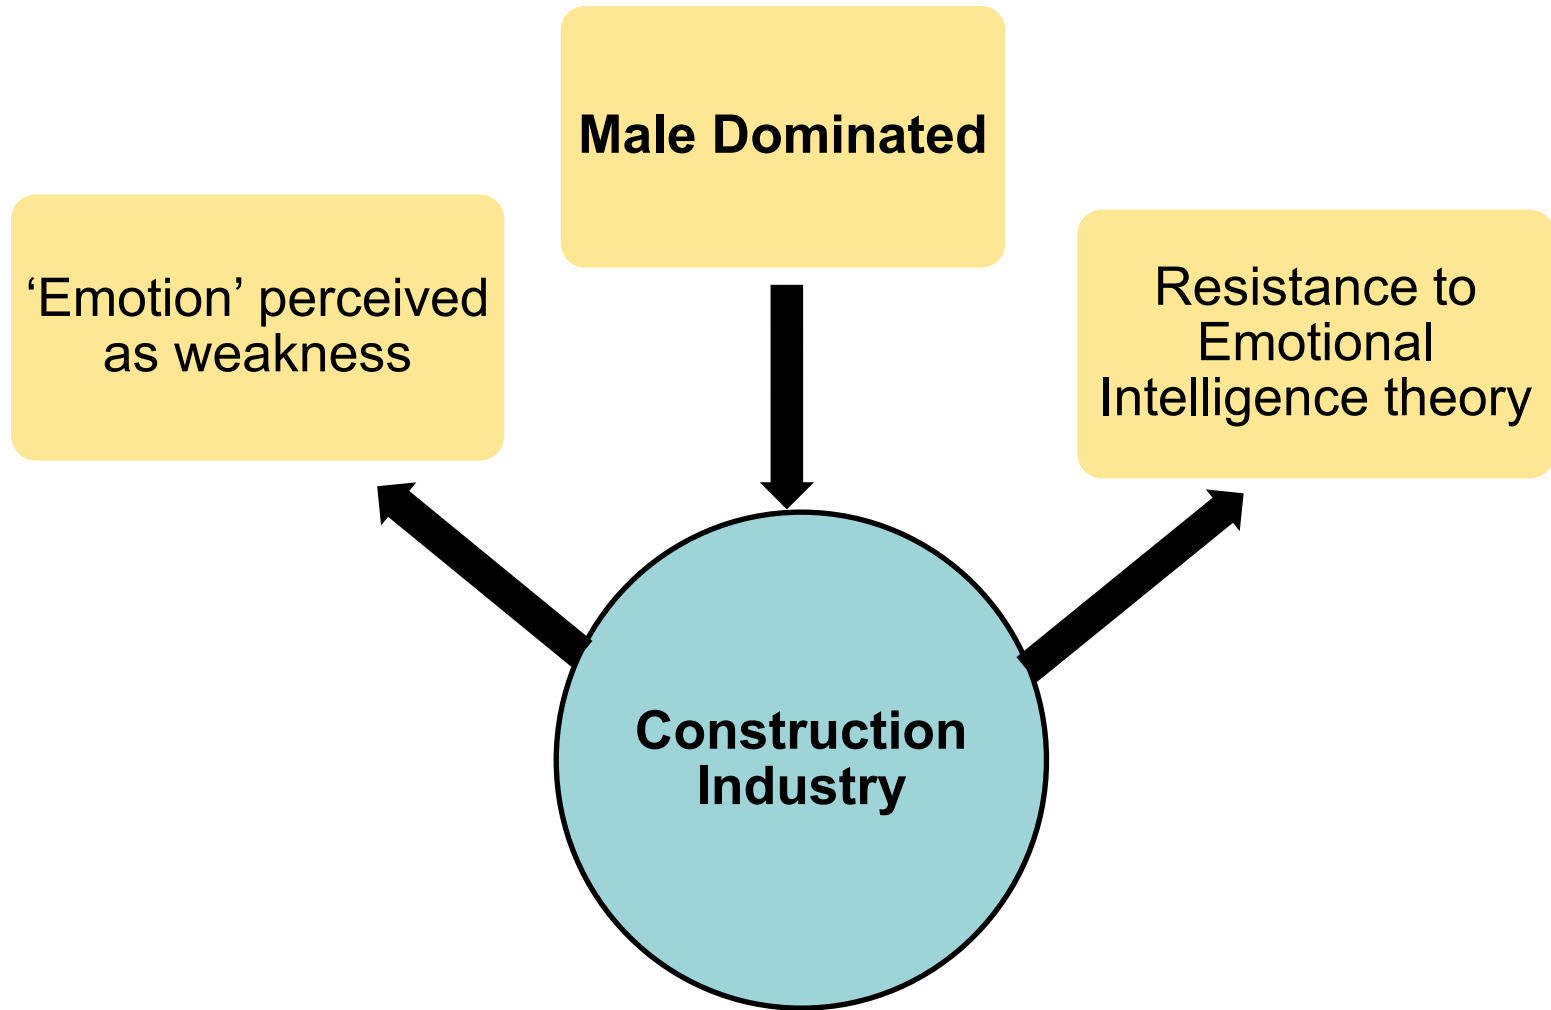 Male Dominated
‘Emotion’ perceived
as weakness
Resistance to
Emotional
Intelligence theory
Construction
Industry